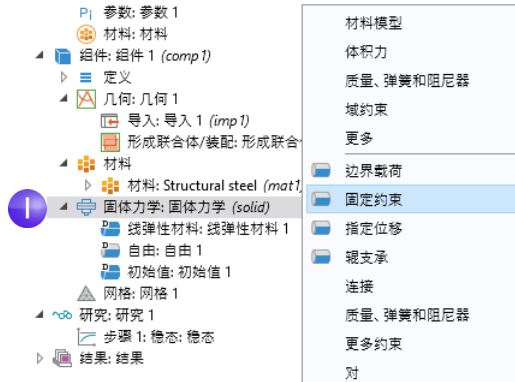 Pi 参数: 参数 1
材料: 材料
组件: 组件 1 (comp1)
定义
几何: 几何 1
导入: 导入 1 (imp1)
形成联合体/装配: 形成联合
材料
材料: Structural steel (mat1)
固体力学: 固体力学 (solid)
线弹性材料: 线弹性材料 1
自由: 自由 1
初始值: 初始值 1
网格: 网格 1
研究: 研究 1
步骤 1: 稳态: 稳态
结果: 结果
材料模型
体积力
质量、弹簧和阻尼器
域约束
更多
边界载荷
固定约束
指定位移
辊支承
连接
质量、弹簧和阻尼器
更多约束
对